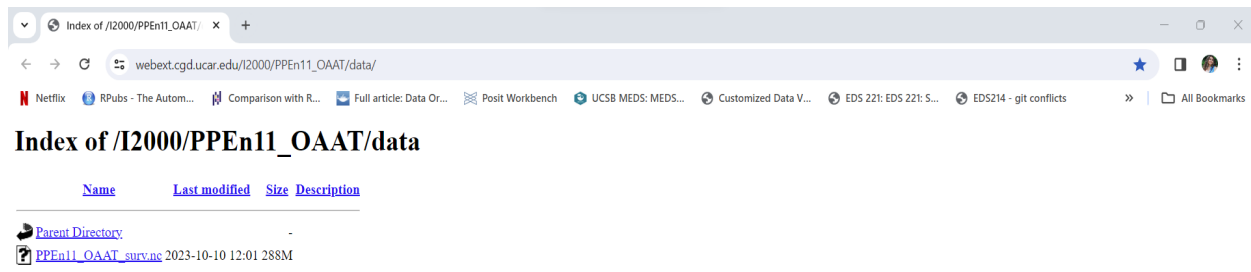 Index of /I2000/PPEn11_OAAT/
webext.cgd.ucar.edu/I2000/PPEn11_OAAT/data/
Netflix RPubs - The Autom... Comparison with R... Full article: Data Or... Posit Workbench UCSB MEDS: MEDS... Customized Data V... EDS 221: EDS 221: S... EDS214 - git conflicts » All Bookmarks
Index of /I2000/PPEn11_OAAT/data
Name Last modified Size Description
Parent Directory -
PPEn11_OAAT_surv.nc 2023-10-10 12:01 288M